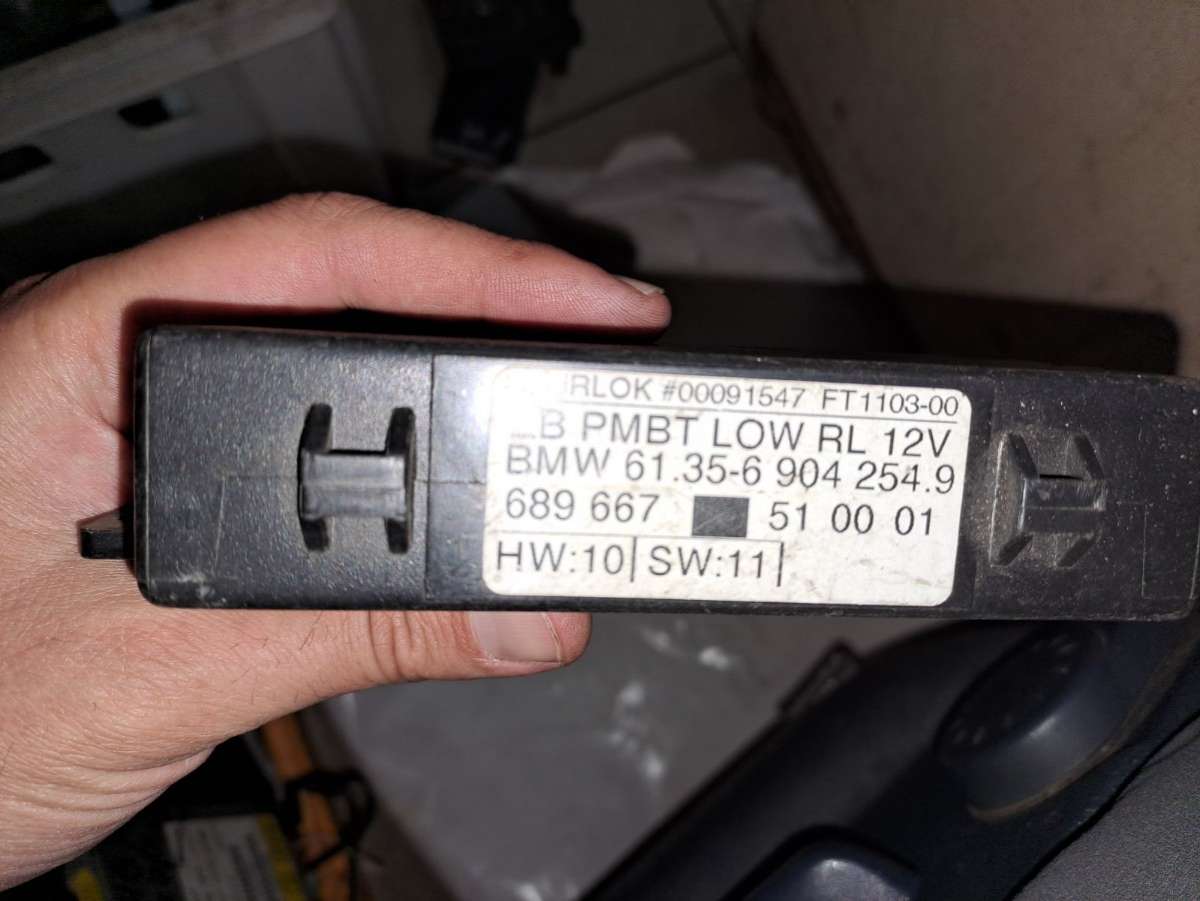 #00091547 FT1103-00
PMBT LOW RL 12V
BMW 61.35-6 904 254.9
689 667 51 00 01
HW:10 SW:11